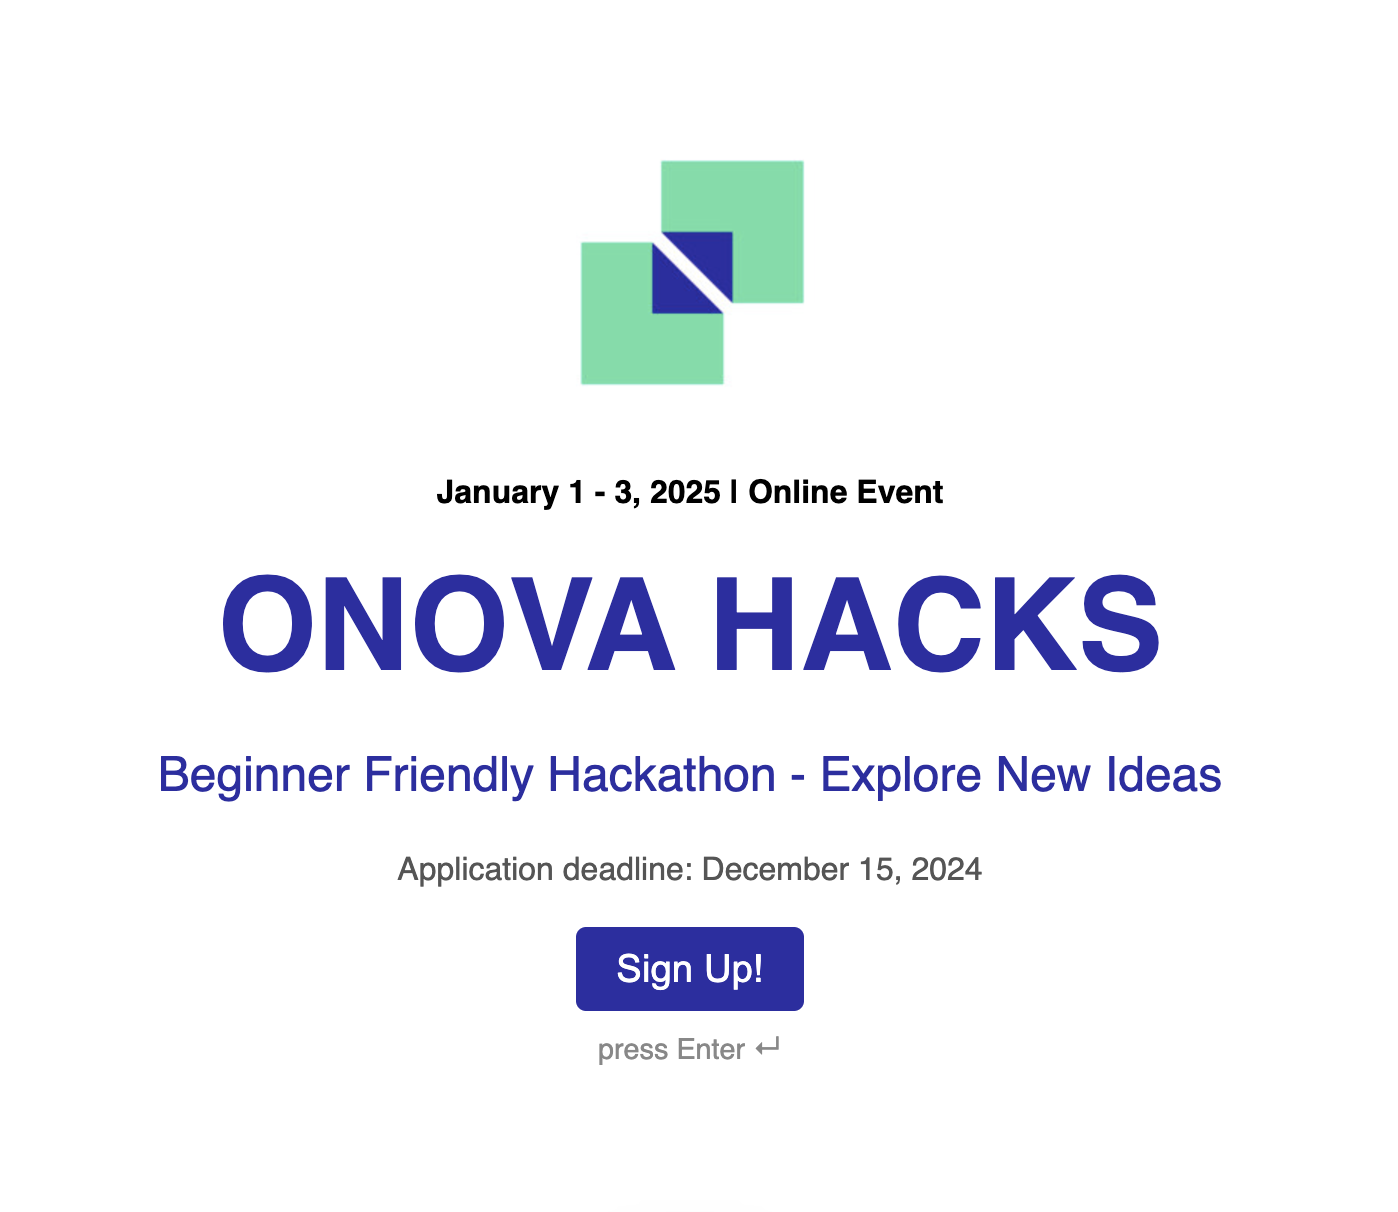 January 1 - 3, 2025 | Online Event
ONOVA HACKS
Beginner Friendly Hackathon - Explore New Ideas
Application deadline: December 15, 2024
Sign Up!
press Enter ↵